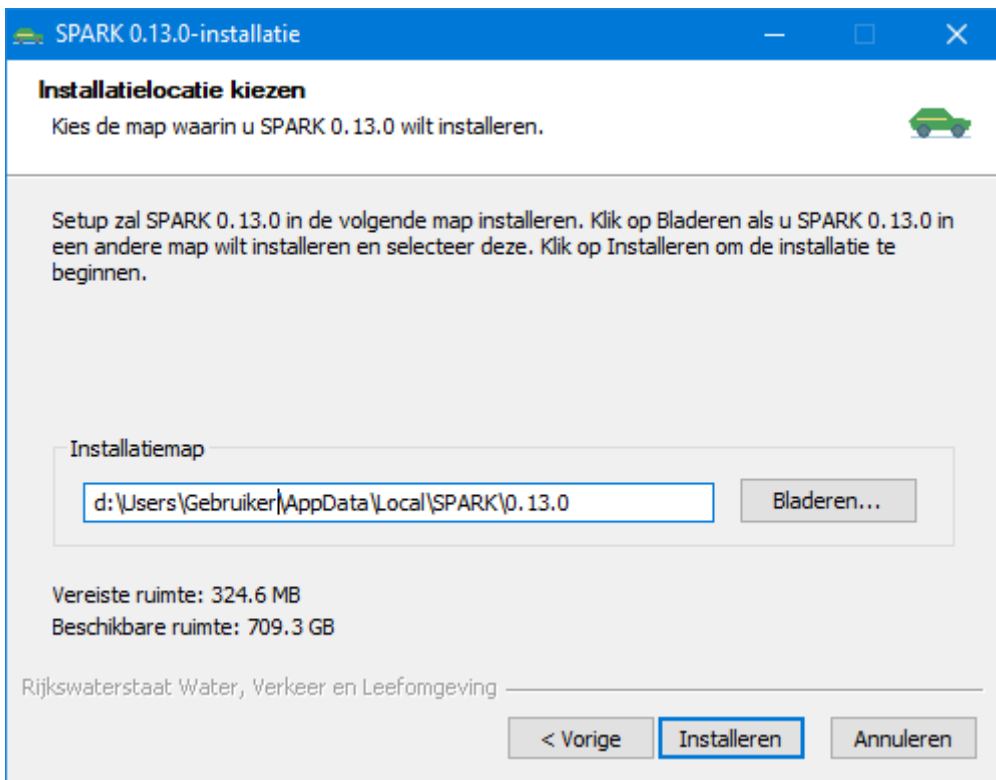 SPARK 0.13.0-installatie
Installatielocatie kiezen
Kies de map waarin u SPARK 0.13.0 wilt installeren.
Setup zal SPARK 0.13.0 in de volgende map installeren. Klik op Bladeren als u SPARK 0.13.0 in
een andere map wilt installeren en selecteer deze. Klik op Installeren om de installatie te
beginnen.
Installatiemap
d:\Users\Gebruiker\AppData\Local\SPARK\0.13.0
Bladeren...
Vereiste ruimte: 324.6 MB
Beschikbare ruimte: 709.3 GB
Rijkswaterstaat Water, Verkeer en Leefomgeving
< Vorige
Installeren
Annuleren